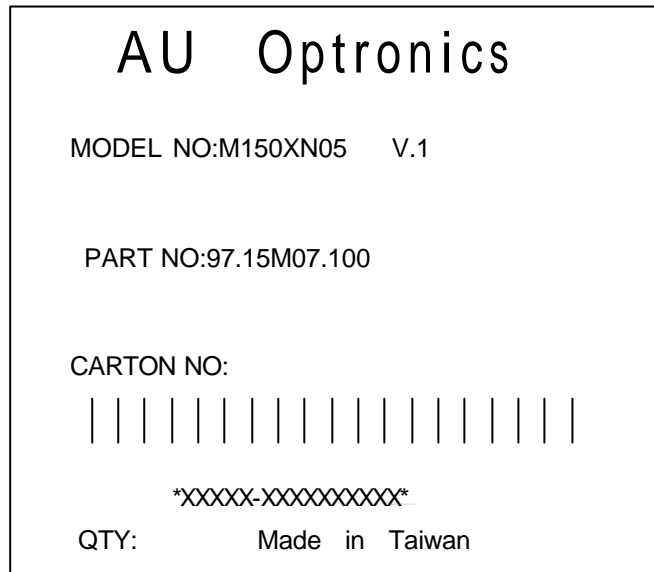 AU Optronics
MODEL NO:M150XN05 V.1
PART NO:97.15M07.100
CARTON NO:
*XXXXX-XXXXXXXXXX*
QTY: Made in Taiwan